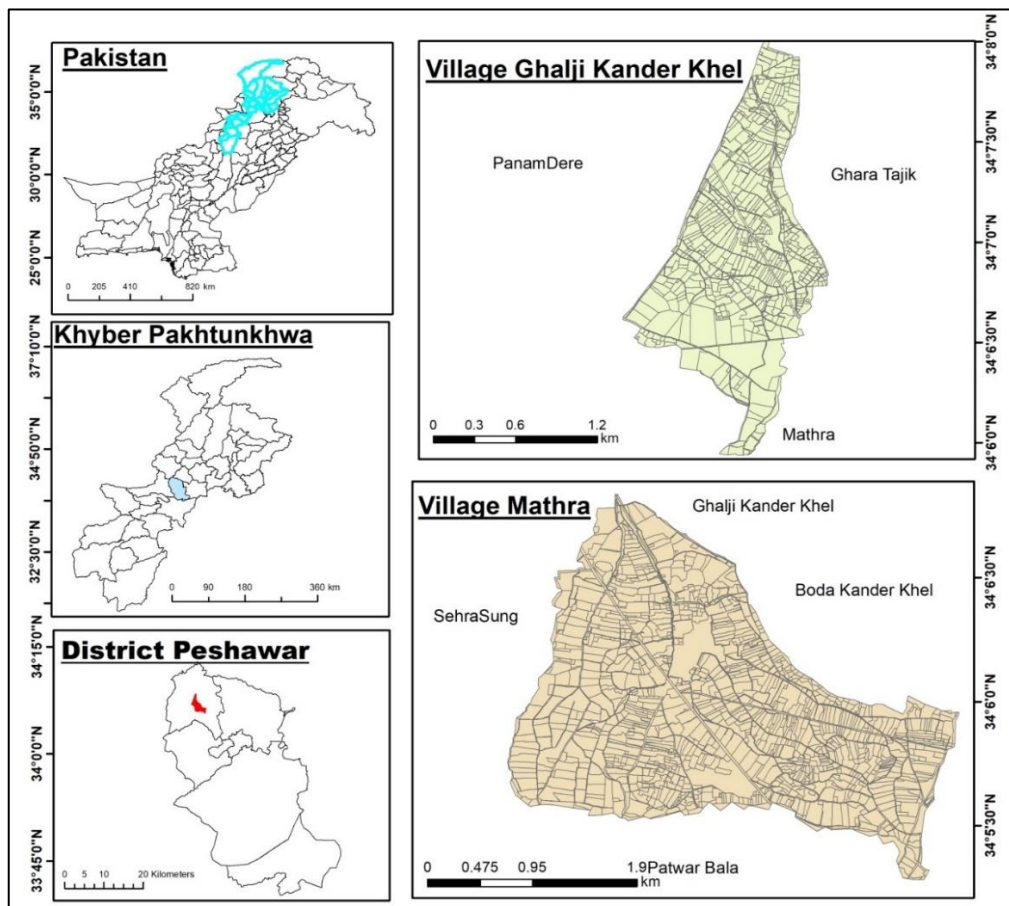 Pakistan
35°0'0"N
30°0'0"N
25°0'0"N
0 205 410 820 km
Khyber Pakhtunkhwa
37°10'0"N
34°50'0"N
32°30'0"N
0 90 180 360 km
District Peshawar
34°15'0"N
34°0'0"N
33°45'0"N
0 5 10 20 Kilometers
Village Ghalji Kander Khel
PanamDere
Ghara Tajik
Mathra
0 0.3 0.6 1.2
km
34°8'0"N
34°7'30"N
34°7'0"N
34°6'30"N
34°6'0"N
Village Mathra
Ghalji Kander Khel
Boda Kander Khel
SehraSung
0 0.475 0.95 1.9
km
Patwar Bala
34°6'30"N
34°6'0"N
34°5'30"N